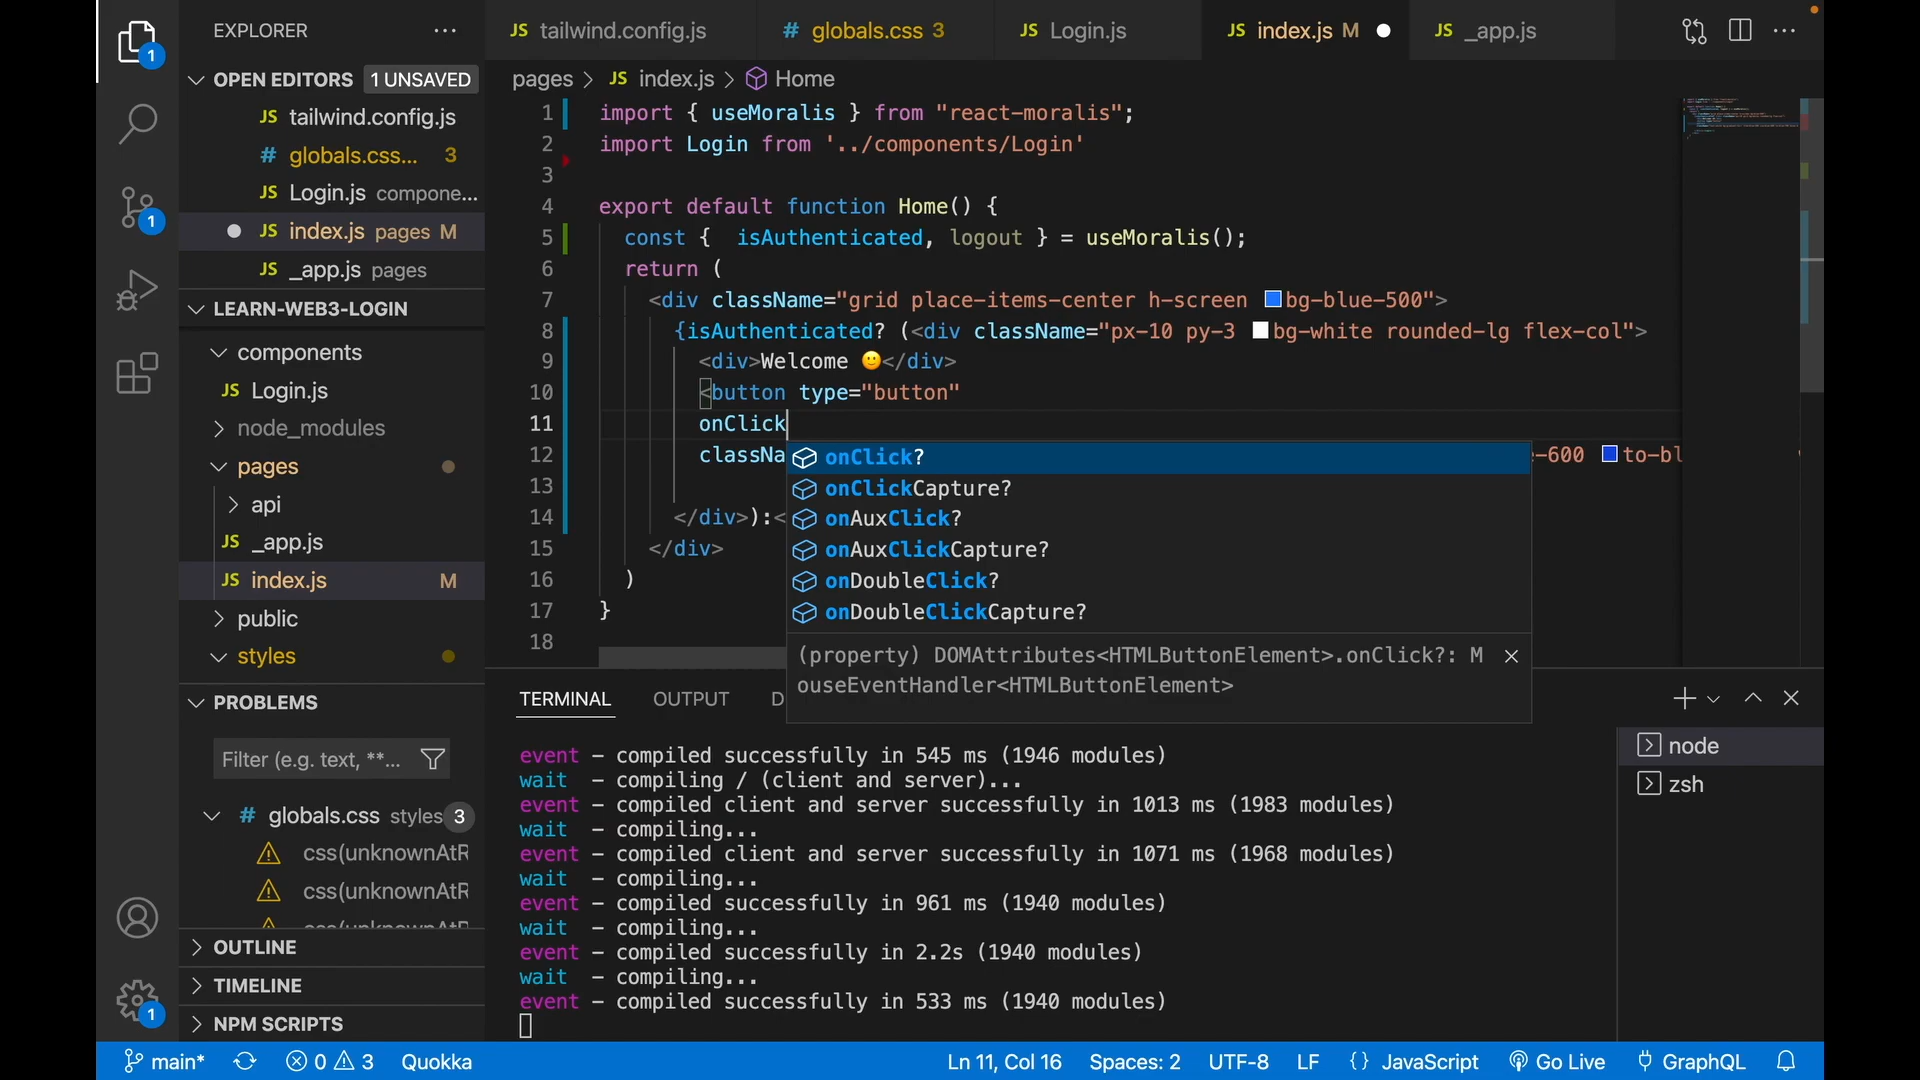 EXPLORER
OPEN EDITORS 1 UNSAVED
JS tailwind.config.js
# globals.css... 3
JS Login.js compone...
JS index.js pages M
JS _app.js pages
LEARN-WEB3-LOGIN
components
JS Login.js
node_modules
pages
api
JS _app.js
JS index.js M
public
styles
PROBLEMS
Filter (e.g. text, **...
# globals.css styles 3
css(unknownAtR
css(unknownAtR
css(unknownAtR
OUTLINE
TIMELINE
NPM SCRIPTS
1
1
1
JS tailwind.config.js # globals.css 3 JS Login.js JS index.js M JS _app.js
pages > JS index.js > Home
1 import { useMoralis } from "react-moralis";
2 import Login from '../components/Login'
3
4 export default function Home() {
5 const {  isAuthenticated, logout } = useMoralis();
6 return (
7 <div className="grid place-items-center h-screen bg-blue-500">
8 {isAuthenticated? (<div className="px-10 py-3 bg-white rounded-lg flex-col">
9 <div>Welcome 🙂</div>
10 <button type="button"
11 onClick
12 classNa -600 to-bl
13
14 </div>):<
15 </div>
16 )
17 }
18
onClick?
onClickCapture?
onAuxClick?
onAuxClickCapture?
onDoubleClick?
onDoubleClickCapture?
(property) DOMAttributes<HTMLButtonElement>.onClick?: M
ouseEventHandler<HTMLButtonElement>
TERMINAL OUTPUT D
event – compiled successfully in 545 ms (1946 modules)
wait – compiling / (client and server)...
event – compiled client and server successfully in 1013 ms (1983 modules)
wait – compiling...
event – compiled client and server successfully in 1071 ms (1968 modules)
wait – compiling...
event – compiled successfully in 961 ms (1940 modules)
wait – compiling...
event – compiled successfully in 2.2s (1940 modules)
wait – compiling...
event – compiled successfully in 533 ms (1940 modules)
node
zsh
main* 0 3 Quokka Ln 11, Col 16 Spaces: 2 UTF-8 LF {} JavaScript Go Live GraphQL